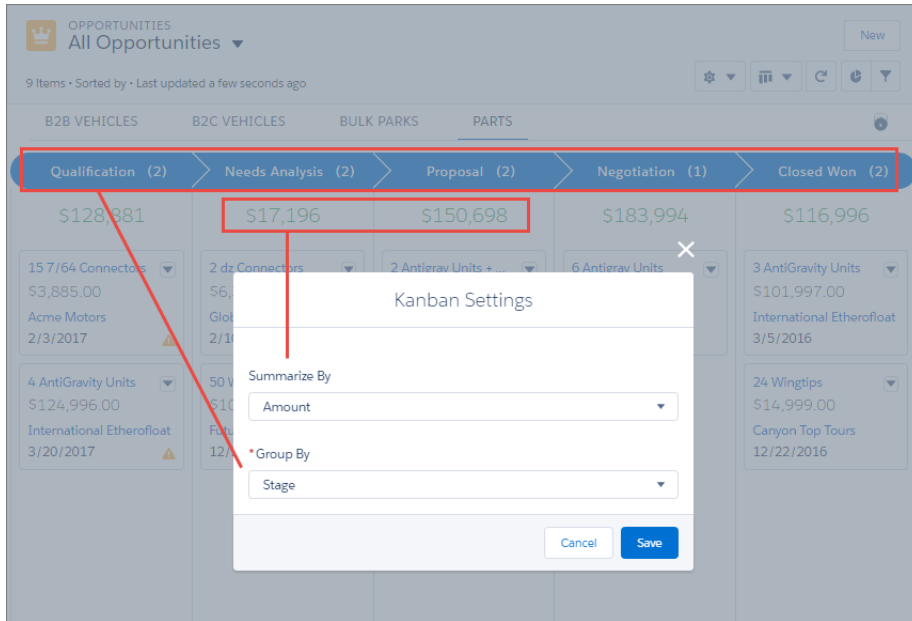 OPPORTUNITIES
All Opportunities
New
9 Items • Sorted by • Last updated a few seconds ago
B2B VEHICLES B2C VEHICLES BULK PARKS PARTS
Qualification (2) Needs Analysis (2) Proposal (2) Negotiation (1) Closed Won (2)
$128,881 $17,196 $150,698 $183,994 $116,996
15 7/64 Connectors 2 dz Connectors 2 Antigrav Units + ... 6 Antigrav Units 3 AntiGravity Units
$3,885.00 $6, $101,997.00
Acme Motors International Etherofloat
2/3/2017 3/5/2016
4 AntiGravity Units 50 24 Wingtips
$124,996.00 $14,999.00
International Etherofloat Canyon Top Tours
3/20/2017 12/22/2016
Kanban Settings
Summarize By
Amount
*Group By
Stage
Cancel Save